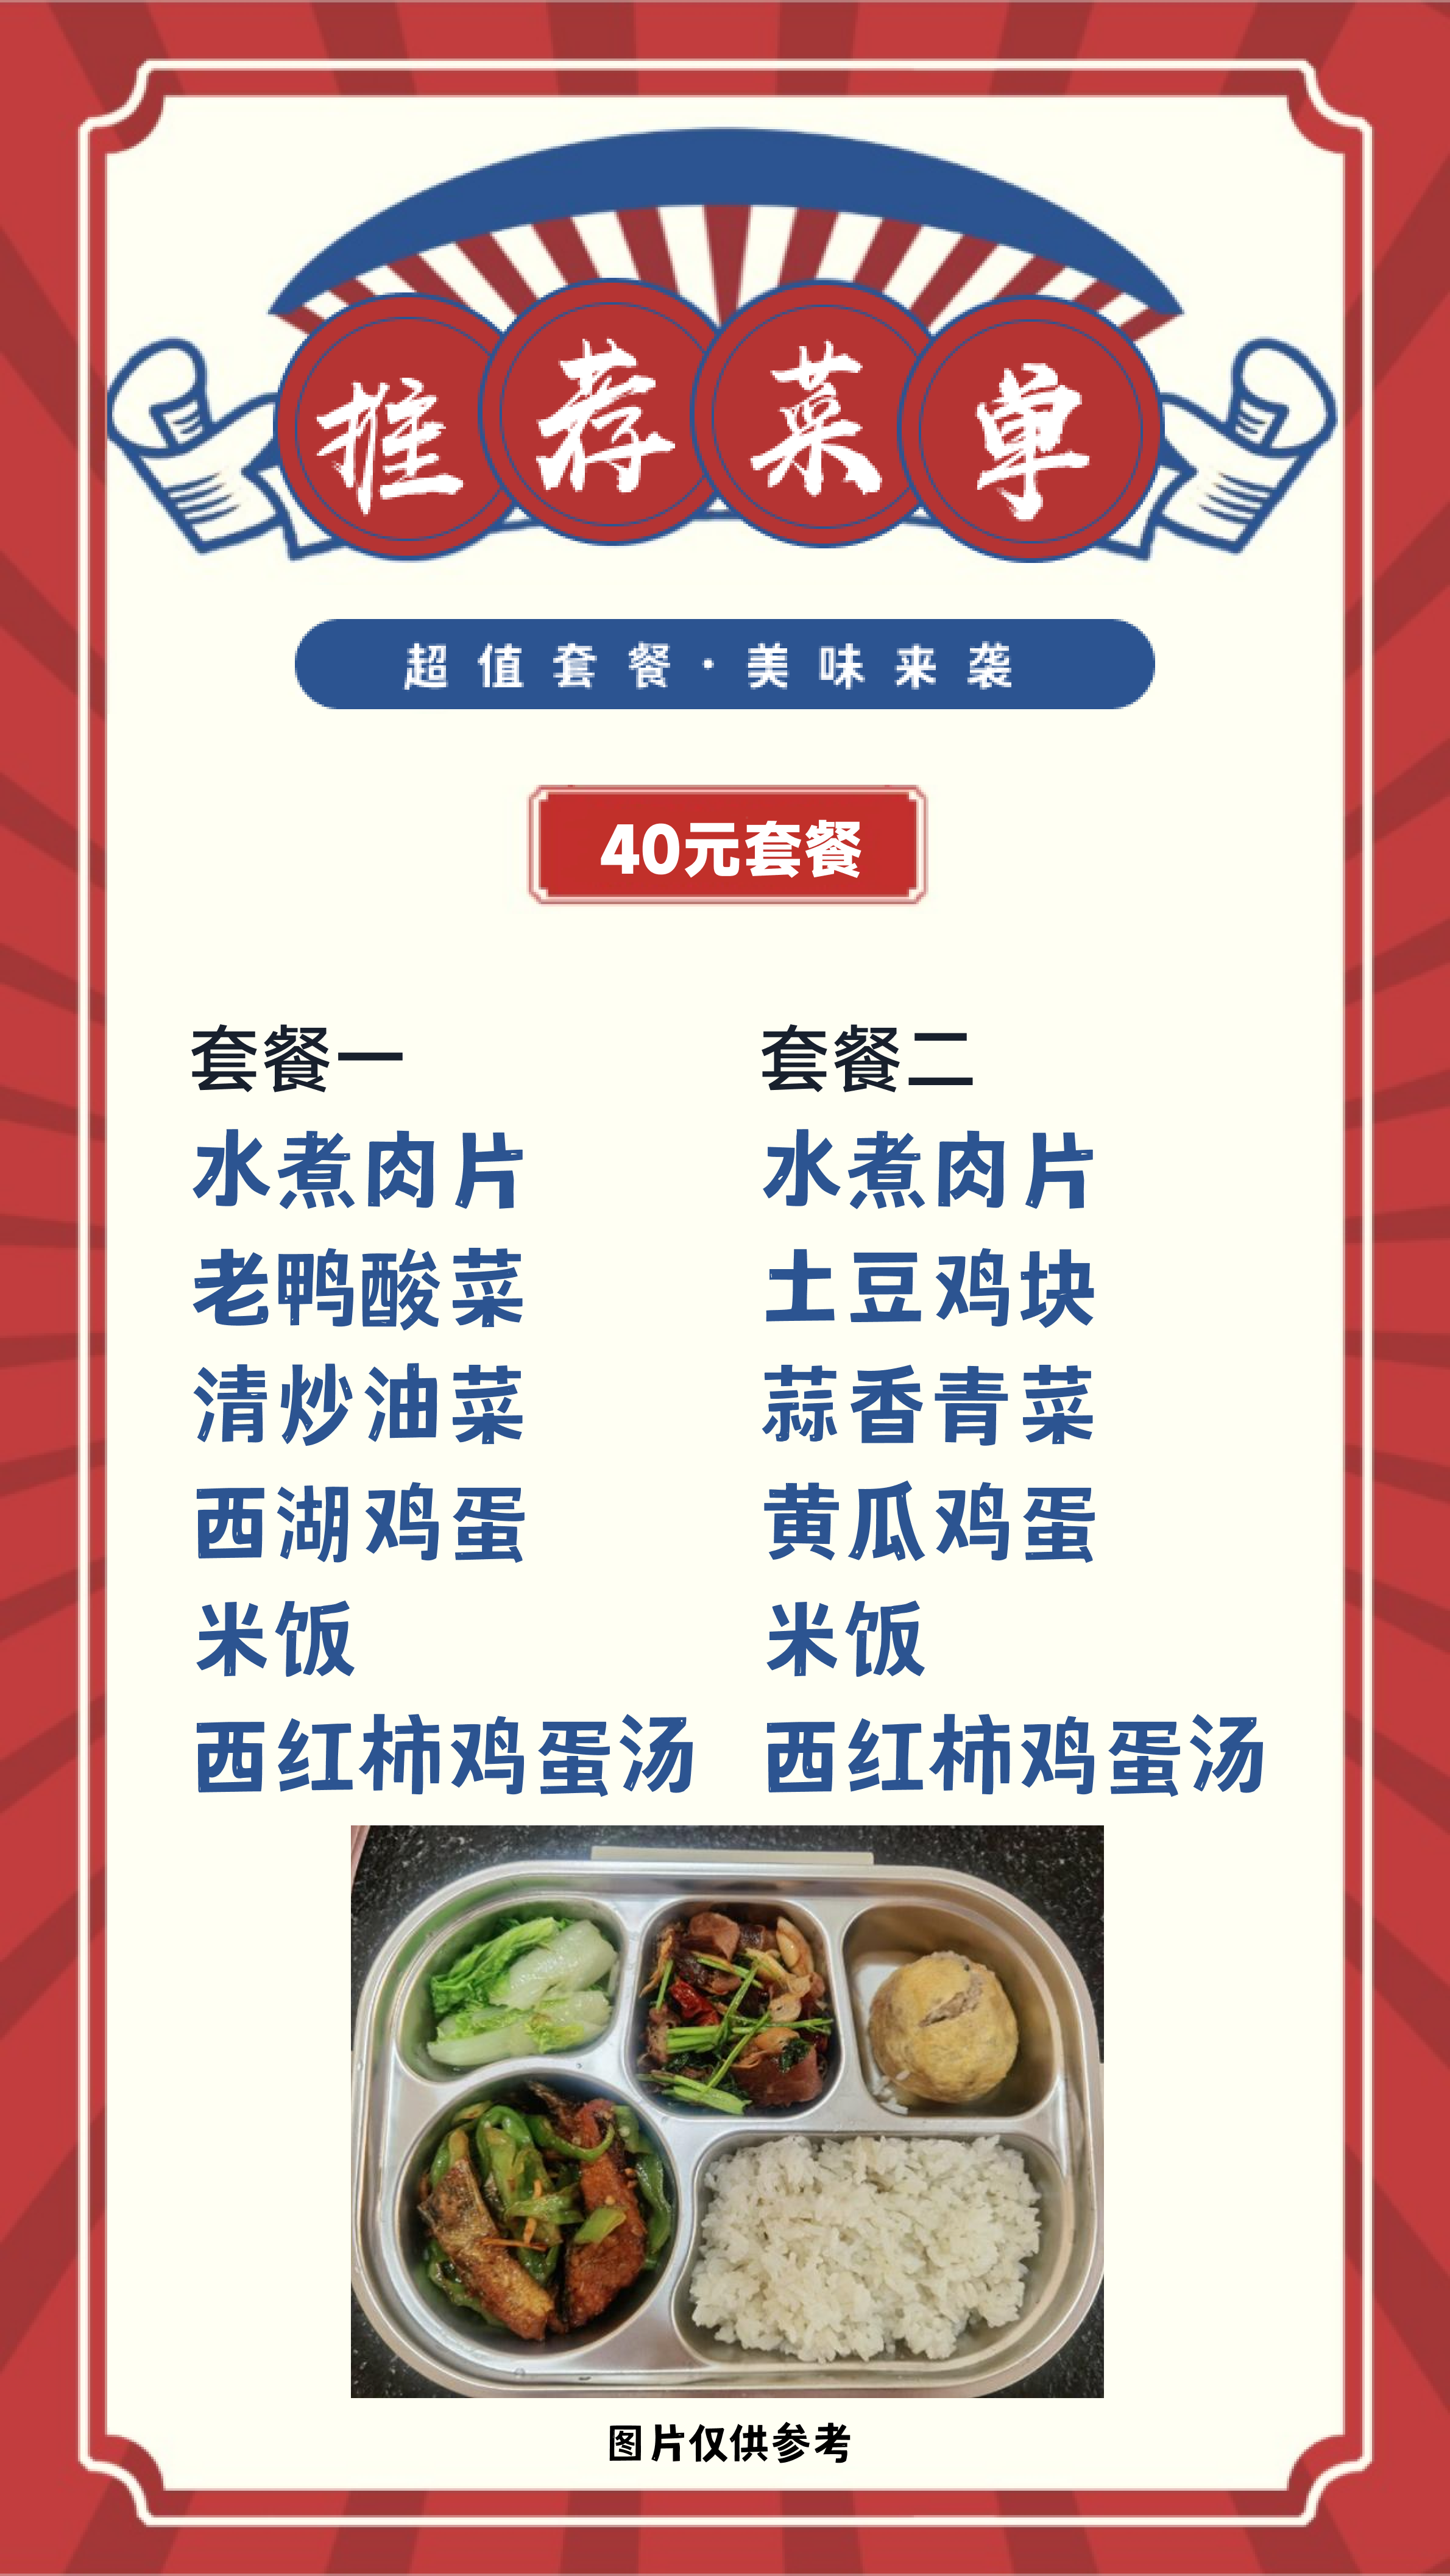 推荐菜单
超值套餐·美味来袭
40元套餐
套餐一
水煮肉片
老鸭酸菜
清炒油菜
西湖鸡蛋
米饭
西红柿鸡蛋汤
套餐二
水煮肉片
土豆鸡块
蒜香青菜
黄瓜鸡蛋
米饭
西红柿鸡蛋汤
图片仅供参考